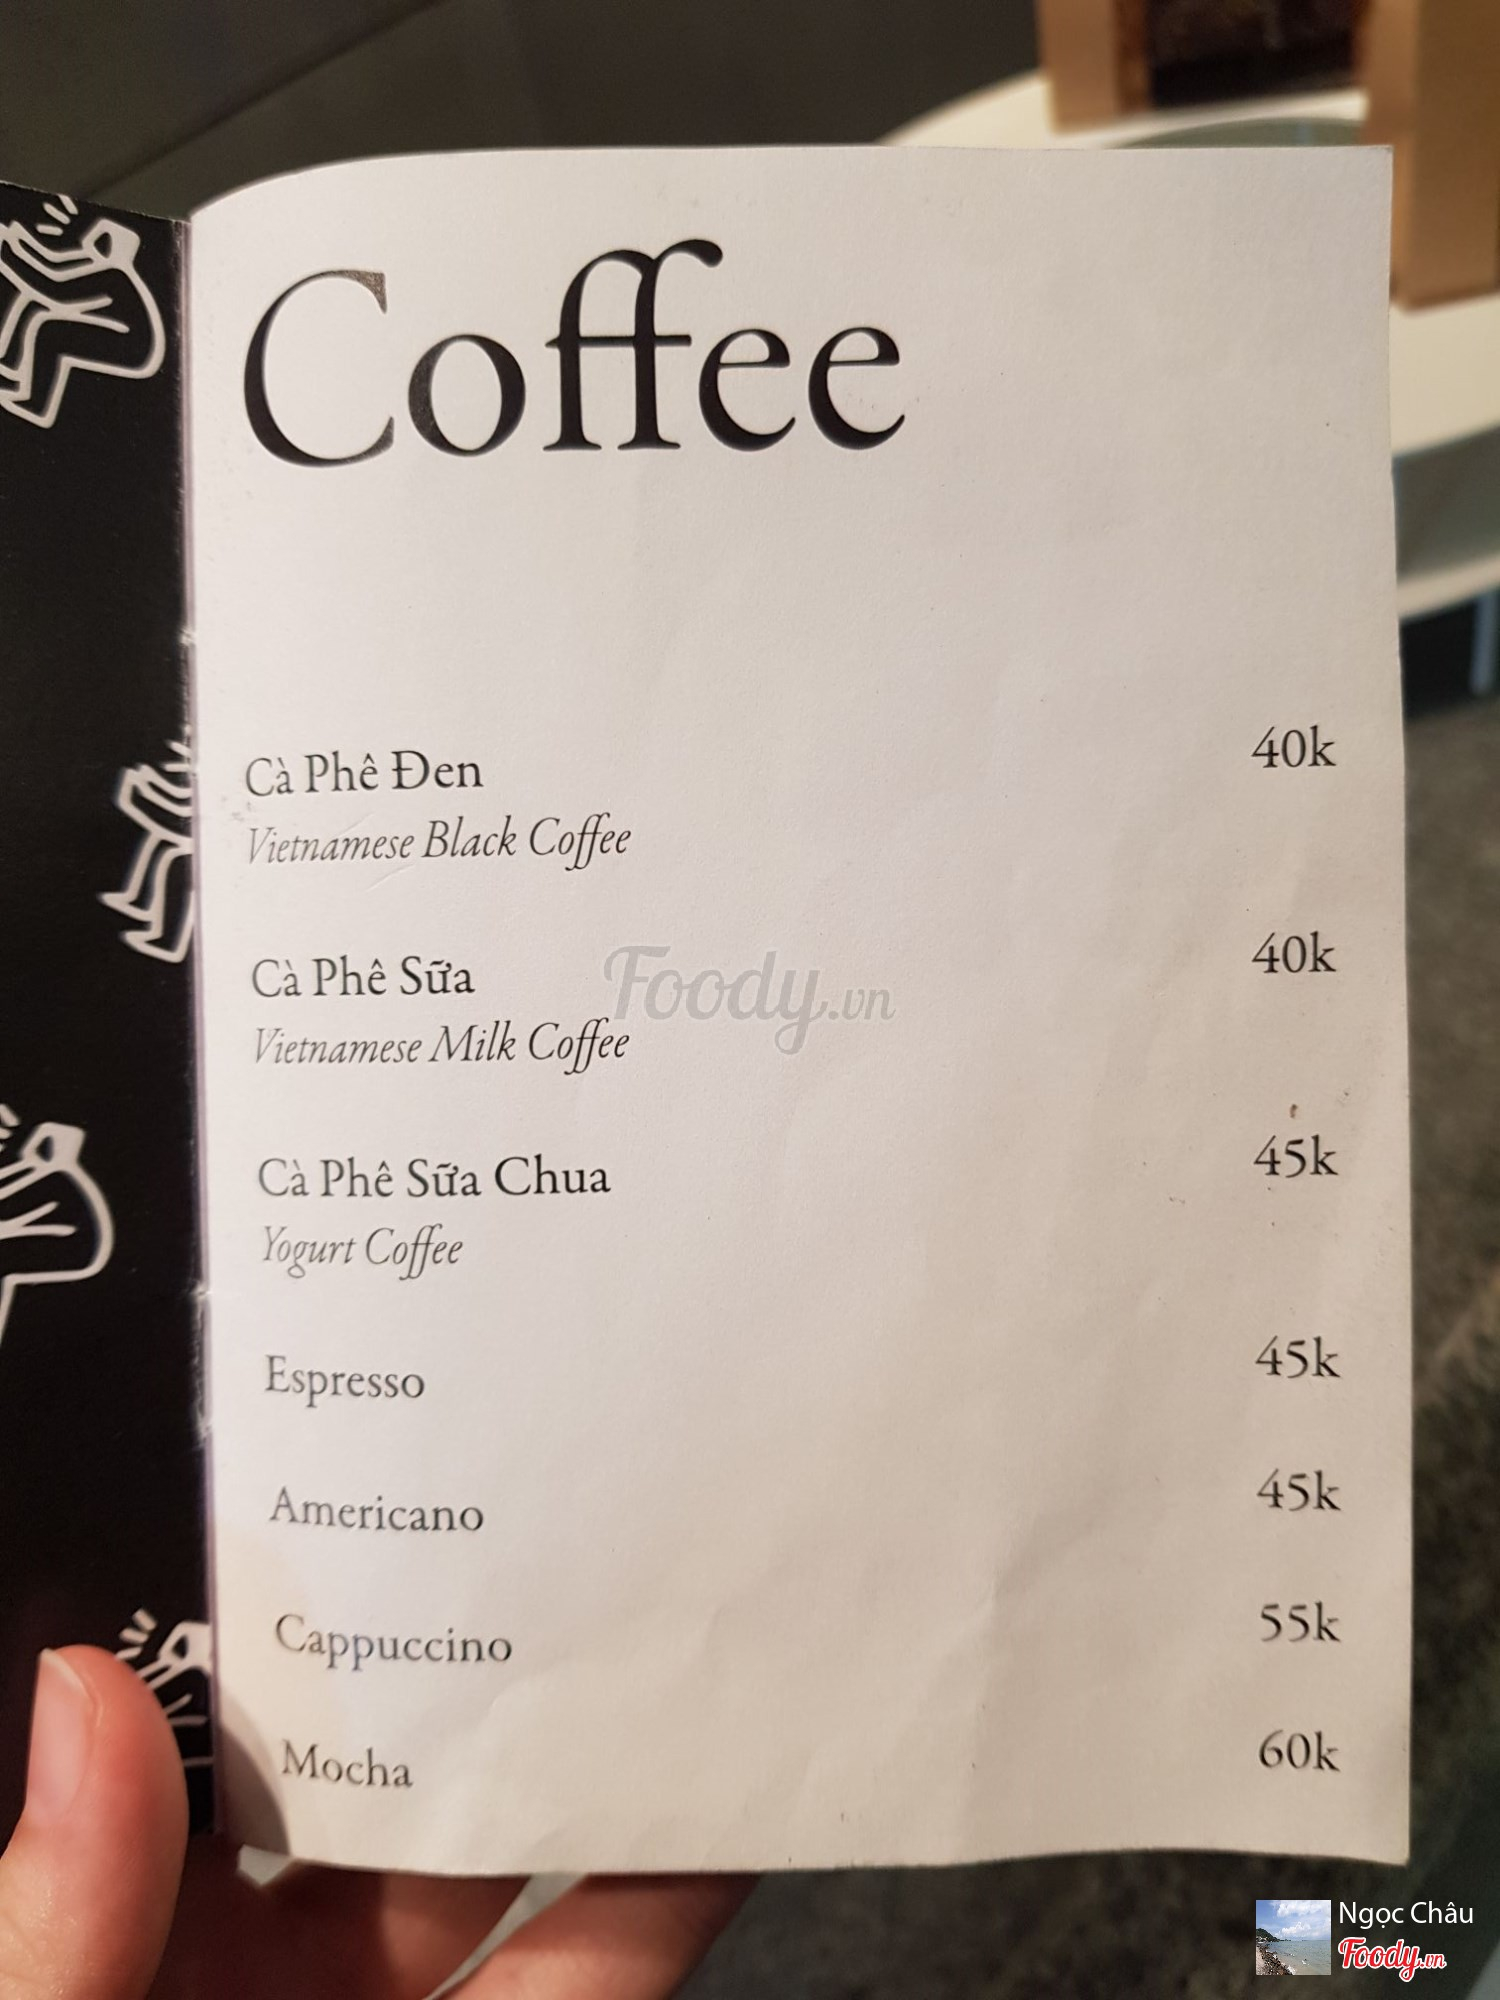 Coffee
Cà Phê Đen 40k
Vietnamese Black Coffee
Cà Phê Sữa 40k
Foody.vn
Vietnamese Milk Coffee
Cà Phê Sữa Chua 45k
Yogurt Coffee
Espresso 45k
Americano 45k
Cappuccino 55k
Mocha 60k
Ngọc Châu
Foody.vn